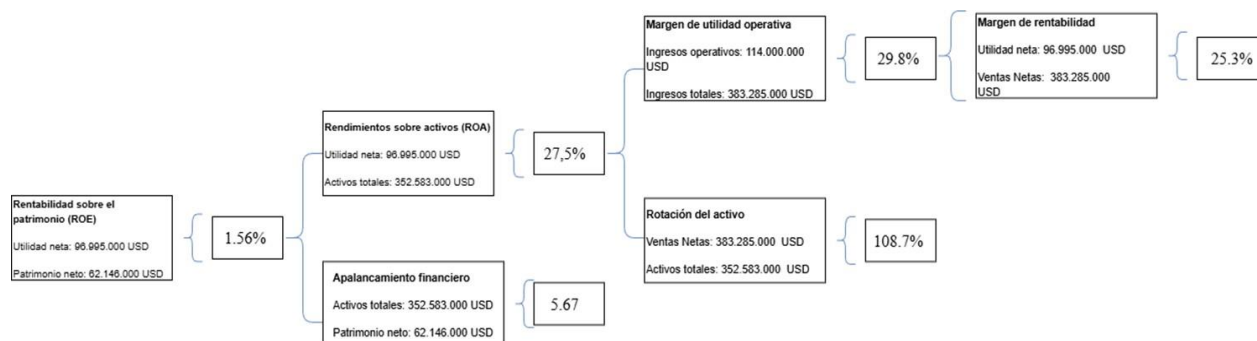 Rentabilidad sobre el
patrimonio (ROE)
Utilidad neta: 96.995.000 USD
Patrimonio neto: 62.146.000 USD
1.56%
Rendimientos sobre activos (ROA)
Utilidad neta: 96.995.000 USD
Activos totales: 352.583.000 USD
27,5%
Apalancamiento financiero
Activos totales: 352.583.000 USD
Patrimonio neto: 62.146.000 USD
5.67
Margen de utilidad operativa
Ingresos operativos: 114.000.000
USD
Ingresos totales: 383.285.000 USD
29.8%
Margen de rentabilidad
Utilidad neta: 96.995.000 USD
Ventas Netas: 383.285.000
USD
25.3%
Rotación del activo
Ventas Netas: 383.285.000 USD
Activos totales: 352.583.000 USD
108.7%